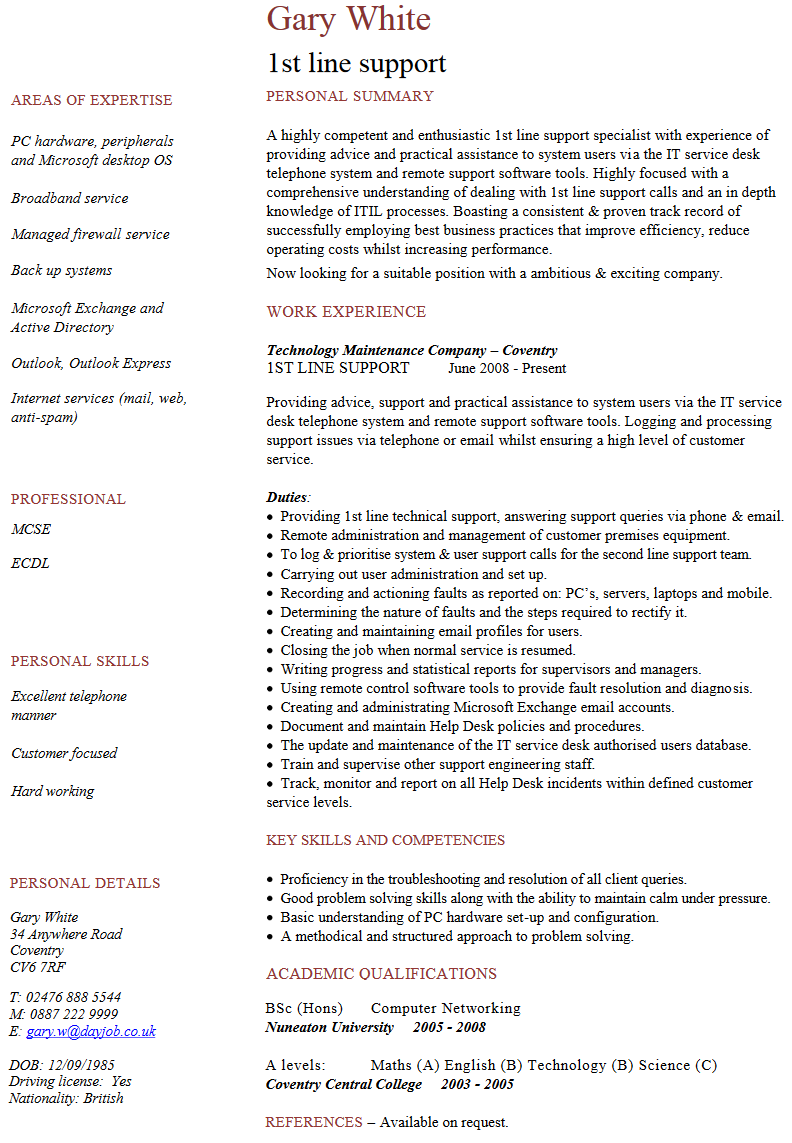 Gary White
1st line support
AREAS OF EXPERTISE
PC hardware, peripherals
and Microsoft desktop OS
Broadband service
Managed firewall service
Back up systems
Microsoft Exchange and
Active Directory
Outlook, Outlook Express
Internet services (mail, web,
anti-spam)
PROFESSIONAL
MCSE
ECDL
PERSONAL SKILLS
Excellent telephone
manner
Customer focused
Hard working
PERSONAL DETAILS
Gary White
34 Anywhere Road
Coventry
CV6 7RF
T: 02476 888 5544
M: 0887 222 9999
E: gary.w@dayjob.co.uk
DOB: 12/09/1985
Driving license:  Yes
Nationality: British
PERSONAL SUMMARY
A highly competent and enthusiastic 1st line support specialist with experience of
providing advice and practical assistance to system users via the IT service desk
telephone system and remote support software tools. Highly focused with a
comprehensive understanding of dealing with 1st line support calls and an in depth
knowledge of ITIL processes. Boasting a consistent & proven track record of
successfully employing best business practices that improve efficiency, reduce
operating costs whilst increasing performance.
Now looking for a suitable position with a ambitious & exciting company.
WORK EXPERIENCE
Technology Maintenance Company – Coventry
1ST LINE SUPPORT June 2008 - Present
Providing advice, support and practical assistance to system users via the IT service
desk telephone system and remote support software tools. Logging and processing
support issues via telephone or email whilst ensuring a high level of customer
service.
Duties:
• Providing 1st line technical support, answering support queries via phone & email.
• Remote administration and management of customer premises equipment.
• To log & prioritise system & user support calls for the second line support team.
• Carrying out user administration and set up.
• Recording and actioning faults as reported on: PC's, servers, laptops and mobile.
• Determining the nature of faults and the steps required to rectify it.
• Creating and maintaining email profiles for users.
• Closing the job when normal service is resumed.
• Writing progress and statistical reports for supervisors and managers.
• Using remote control software tools to provide fault resolution and diagnosis.
• Creating and administrating Microsoft Exchange email accounts.
• Document and maintain Help Desk policies and procedures.
• The update and maintenance of the IT service desk authorised users database.
• Train and supervise other support engineering staff.
• Track, monitor and report on all Help Desk incidents within defined customer
service levels.
KEY SKILLS AND COMPETENCIES
• Proficiency in the troubleshooting and resolution of all client queries.
• Good problem solving skills along with the ability to maintain calm under pressure.
• Basic understanding of PC hardware set-up and configuration.
• A methodical and structured approach to problem solving.
ACADEMIC QUALIFICATIONS
BSc (Hons) Computer Networking
Nuneaton University 2005 - 2008
A levels: Maths (A) English (B) Technology (B) Science (C)
Coventry Central College 2003 - 2005
REFERENCES – Available on request.